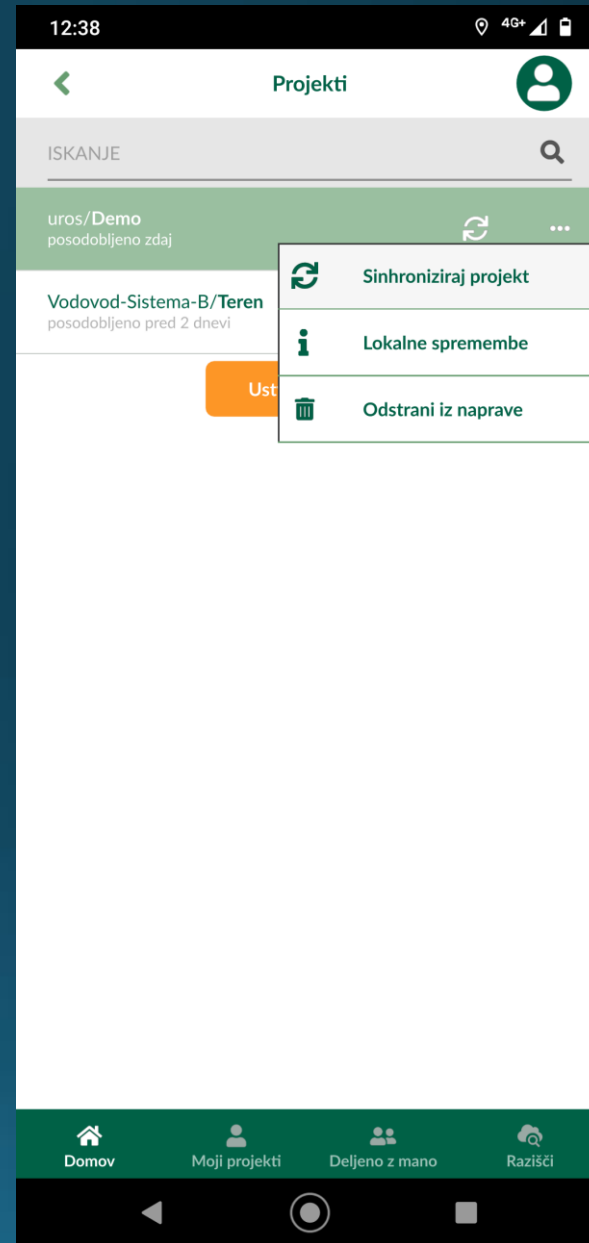 12:38
4G+
Projekti
ISKANJE
uros/Demo
posodobljeno zdaj
Sinhroniziraj projekt
Vodovod-Sistema-B/Teren
posodobljeno pred 2 dnevi
Lokalne spremembe
Ust
Odstrani iz naprave
Domov
Moji projekti
Deljeno z mano
Razišči